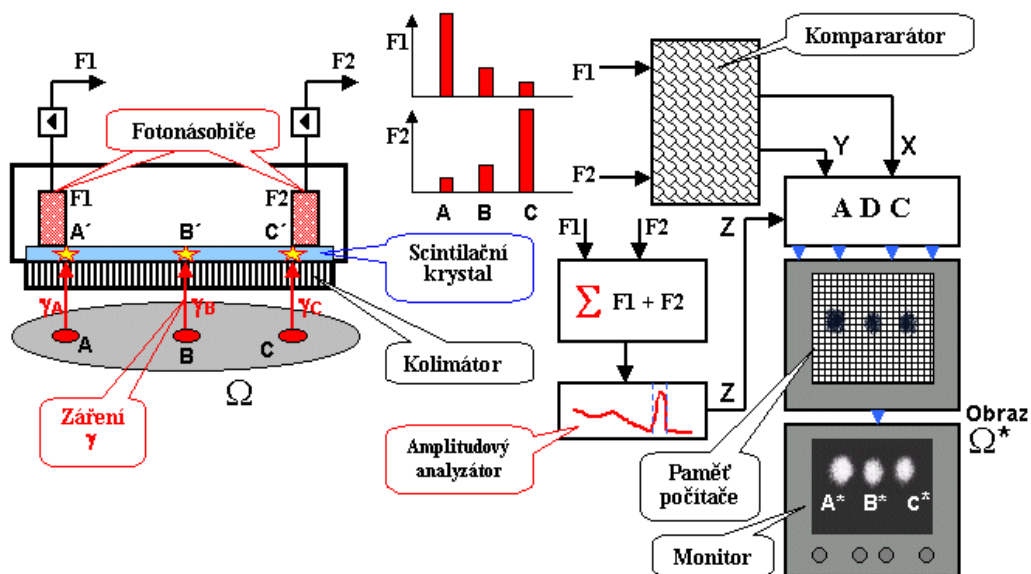 F1
F2
Fotonásobiče
F1
F2
A´
B´
C´
Scintilační
krystal
γA
γB
γC
A
B
C
Ω
Kolimátor
Záření
γ
F1
F2
A
B
C
F1
F2
Kompararátor
Y
X
A D C
F1
F2
Z
∑ F1 + F2
Z
Amplitudový
analyzátor
Paměť
počítače
Obraz
Ω*
A*
B*
C*
Monitor